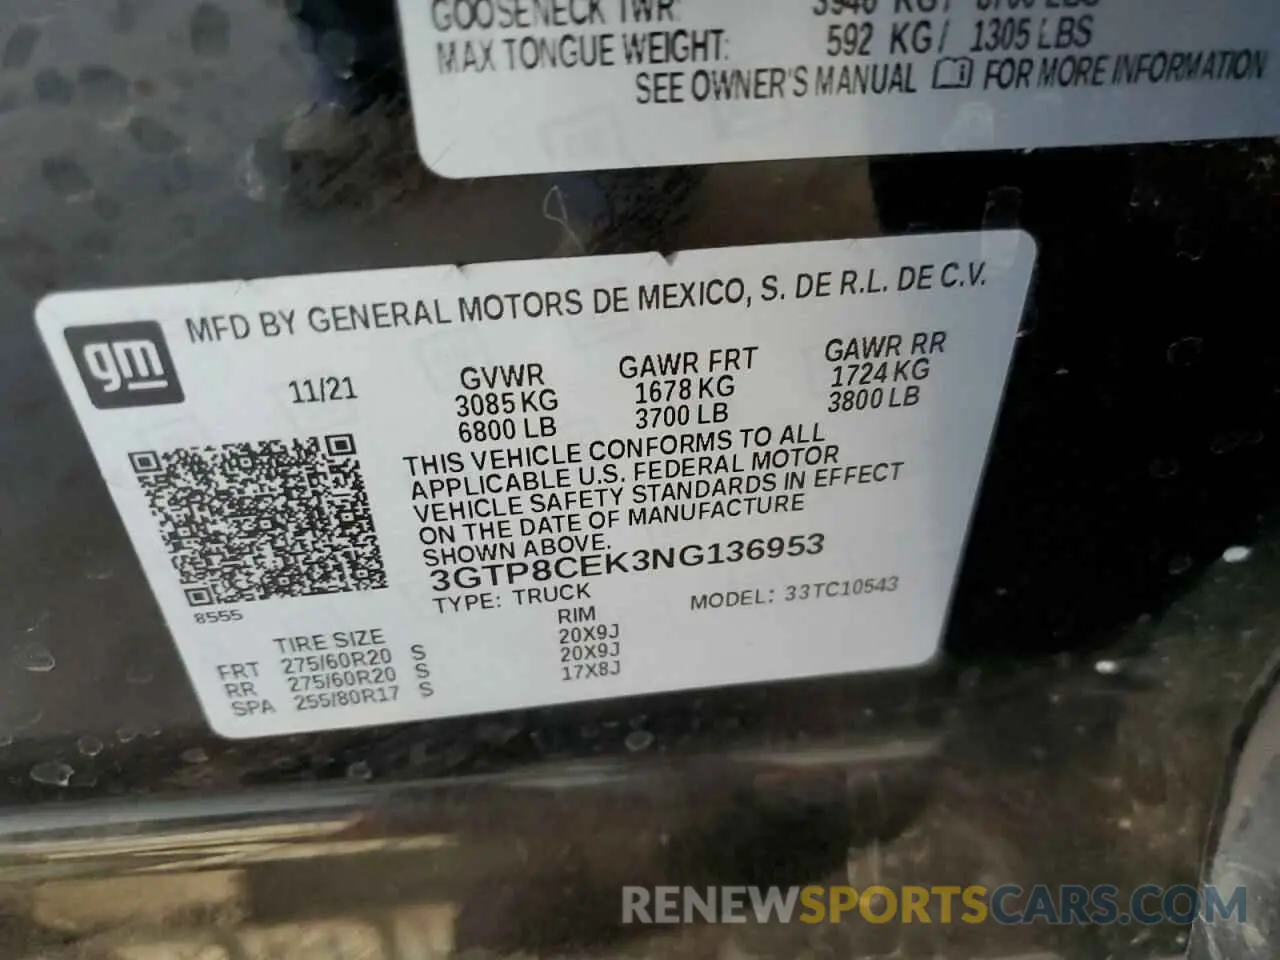 GOOSENECK TWR:
MAX TONGUE WEIGHT: 592 KG/ 1305 LBS
SEE OWNER'S MANUAL FOR MORE INFORMATION
MFD BY GENERAL MOTORS DE MEXICO, S. DE R.L. DE C.V.
gm
11/21
GVWR
3085 KG
6800 LB
GAWR FRT
1678 KG
3700 LB
GAWR RR
1724 KG
3800 LB
THIS VEHICLE CONFORMS TO ALL
APPLICABLE U.S. FEDERAL MOTOR
VEHICLE SAFETY STANDARDS IN EFFECT
ON THE DATE OF MANUFACTURE
SHOWN ABOVE.
3GTP8CEK3NG136953
TYPE: TRUCK MODEL: 33TC10543
8555
TIRE SIZE RIM
FRT 275/60R20 S 20X9J
RR 275/60R20 S 20X9J
SPA 255/80R17 S 17X8J
RENEWSPORTSCARS.COM